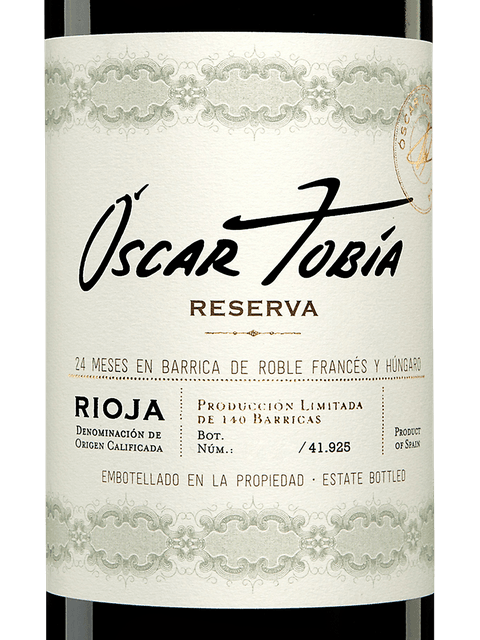 Óscar Tobía
RESERVA
24 MESES EN BARRICA DE ROBLE FRANCÉS Y HÚNGARO
RIOJA
DENOMINACIÓN DE
ORIGEN CALIFICADA
PRODUCCIÓN LIMITADA
DE 140 BARRICAS
BOT.
NÚM.: /41.925
PRODUCT
OF SPAIN
EMBOTELLADO EN LA PROPIEDAD · ESTATE BOTTLED